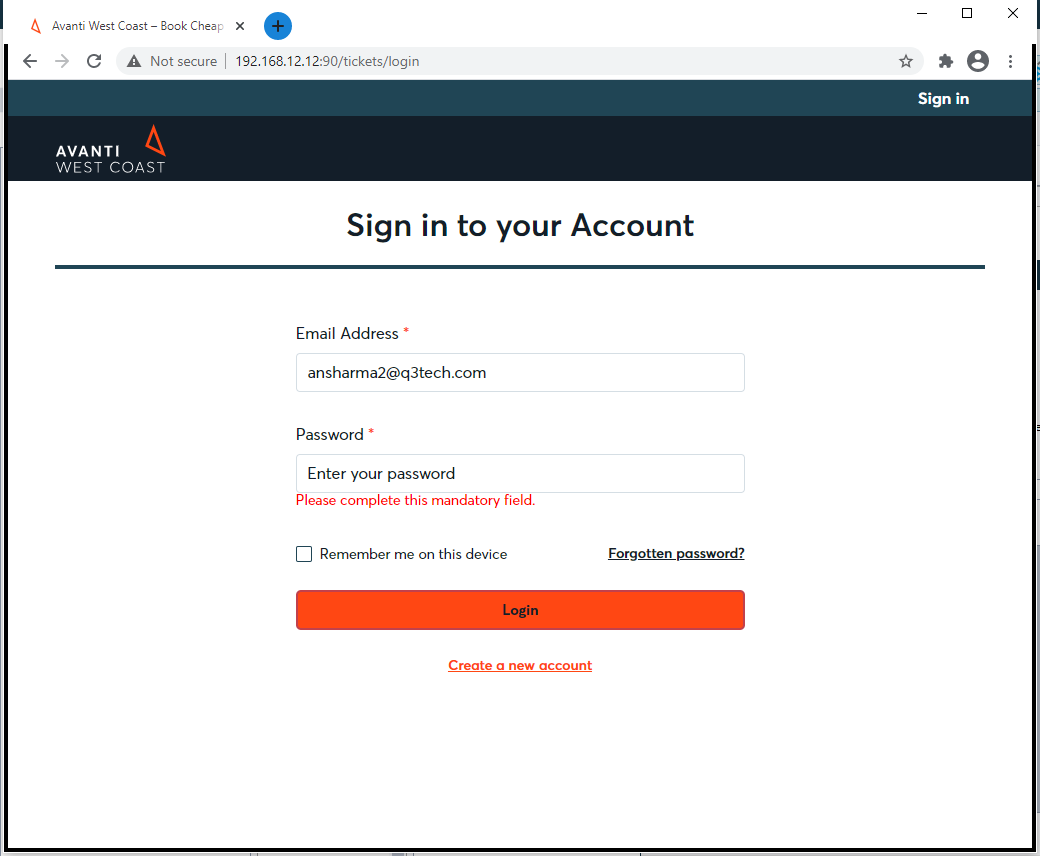 Avanti West Coast – Book Cheap
Not secure | 192.168.12.12:90/tickets/login
Sign in
AVANTI
WEST COAST
Sign in to your Account
Email Address *
ansharma2@q3tech.com
Password *
Enter your password
Please complete this mandatory field.
Remember me on this device Forgotten password?
Login
Create a new account